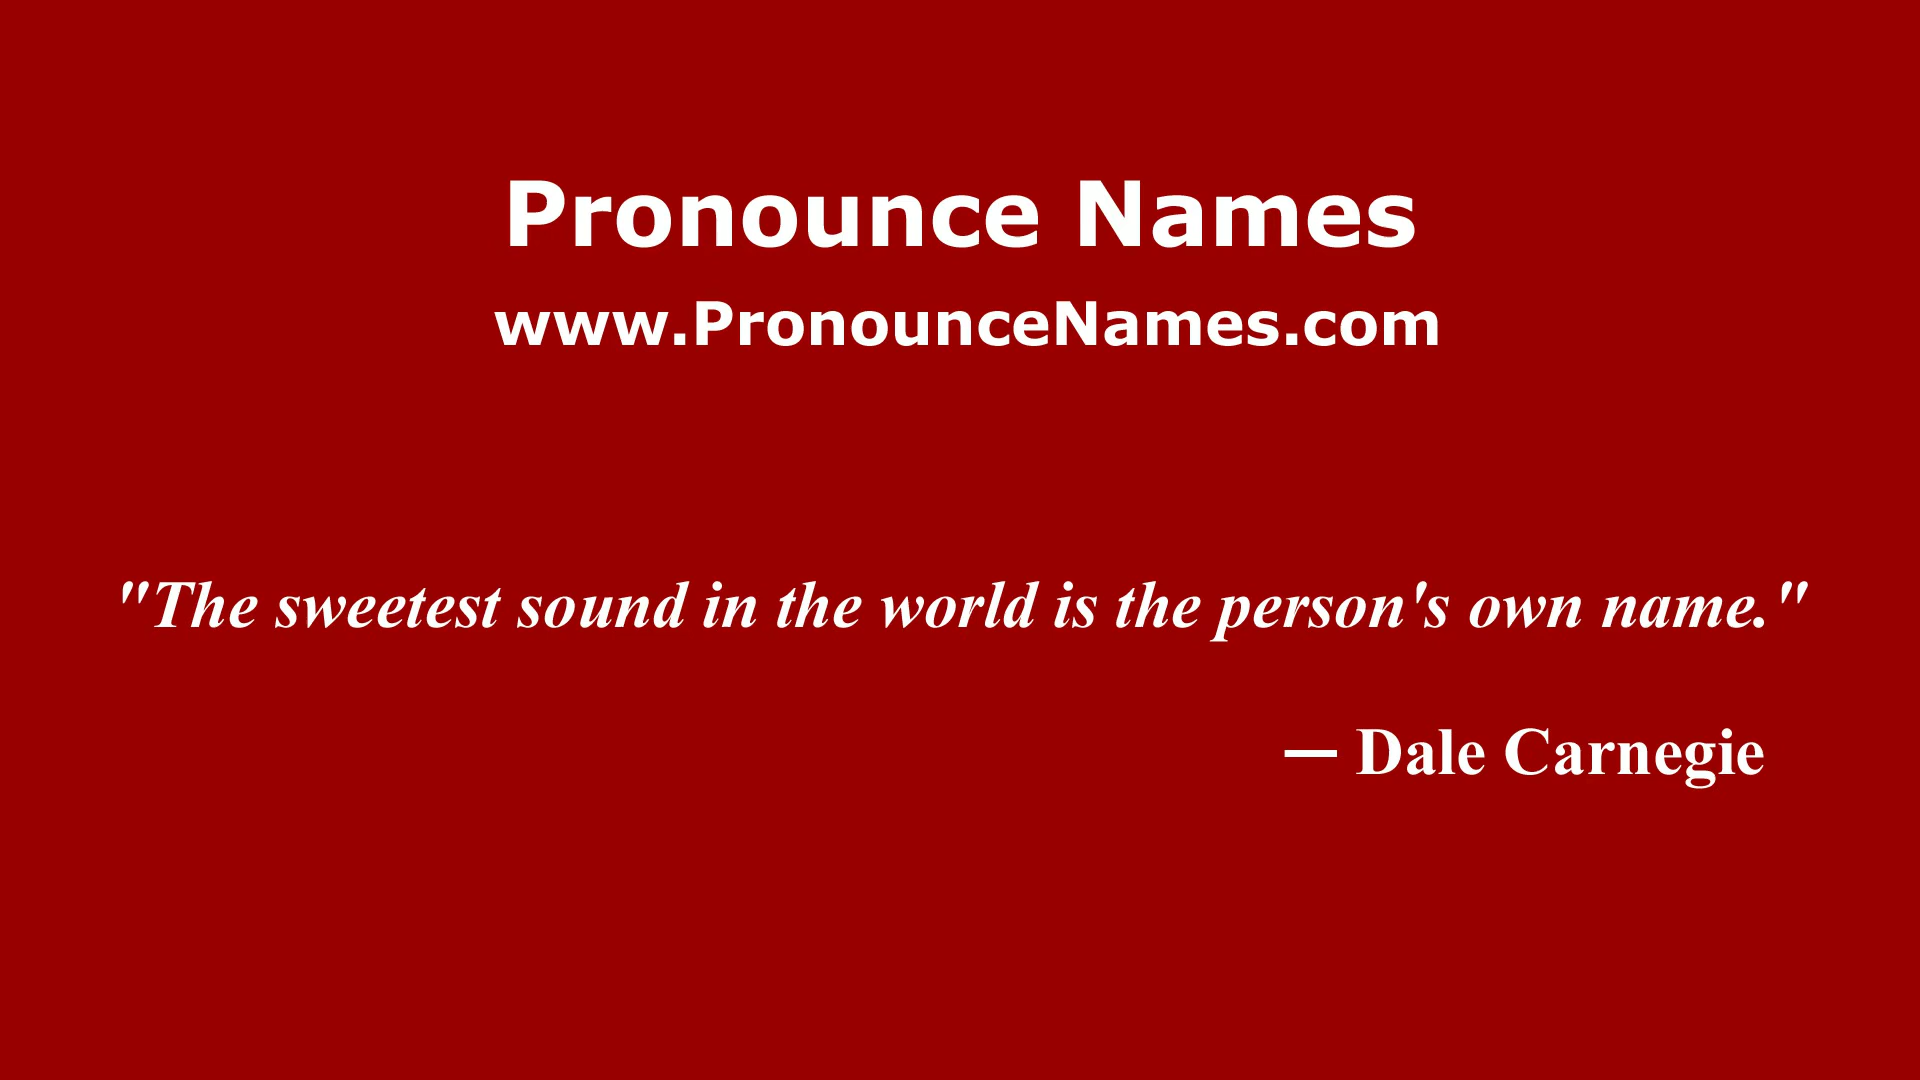 Pronounce Names
www.PronounceNames.com
"The sweetest sound in the world is the person's own name."
— Dale Carnegie